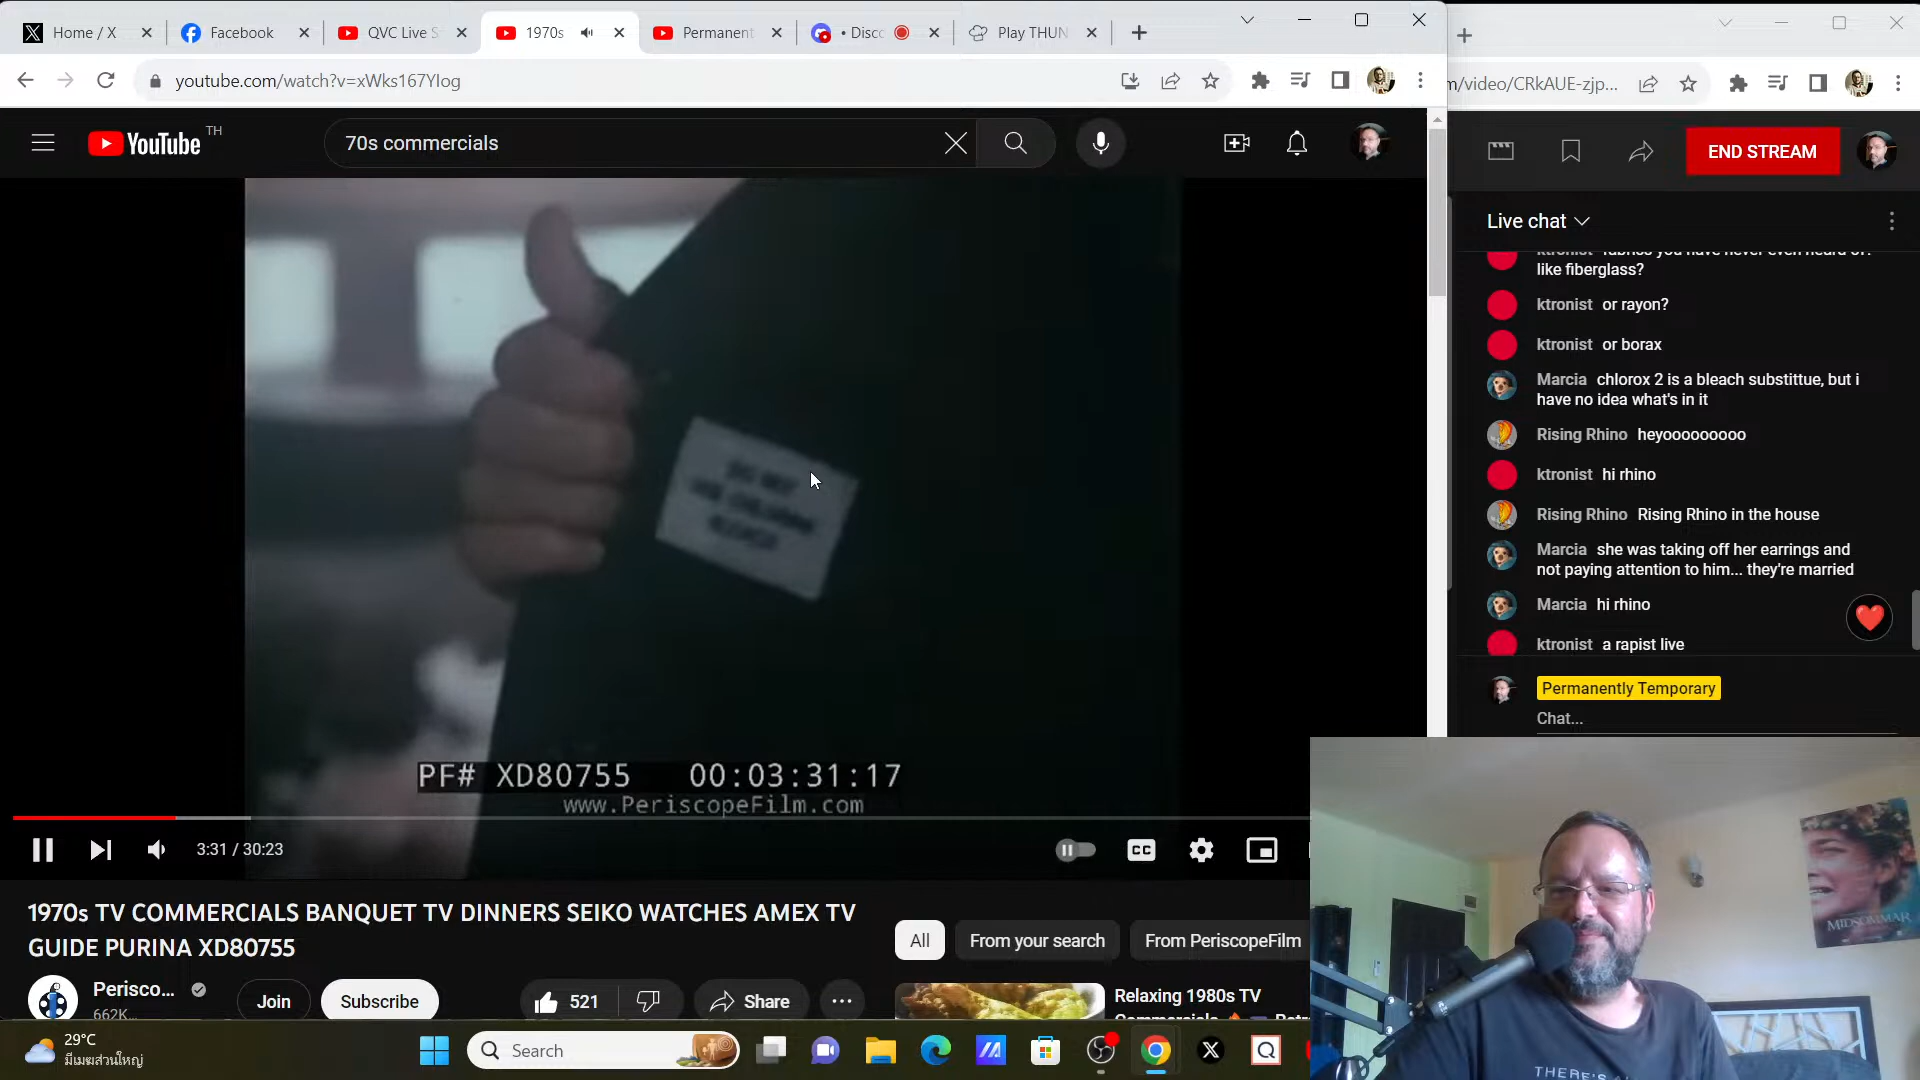 Home / X
Facebook
QVC Live S
1970s
Permanent
• Disco
Play THUN
youtube.com/watch?v=xWks167YIog
m/video/CRkAUE-zjp...
YouTube TH
70s commercials
END STREAM
Live chat
like fiberglass?
ktronist or rayon?
ktronist or borax
Marcia chlorox 2 is a bleach substittue, but i
have no idea what's in it
Rising Rhino heyooooooooo
ktronist hi rhino
Rising Rhino Rising Rhino in the house
Marcia she was taking off her earrings and
not paying attention to him... they're married
Marcia hi rhino
ktronist a rapist live
Permanently Temporary
Chat...
PF# XD80755 00:03:31:17
www.PeriscopeFilm.com
3:31 / 30:23
CC
1970s TV COMMERCIALS BANQUET TV DINNERS SEIKO WATCHES AMEX TV
GUIDE PURINA XD80755
All
From your search
From PeriscopeFilm
Perisco...
662K...
Join
Subscribe
521
Share
Relaxing 1980s TV
MIDSOMMAR
THERE'S
29°C
มีเมฆส่วนใหญ่
Search